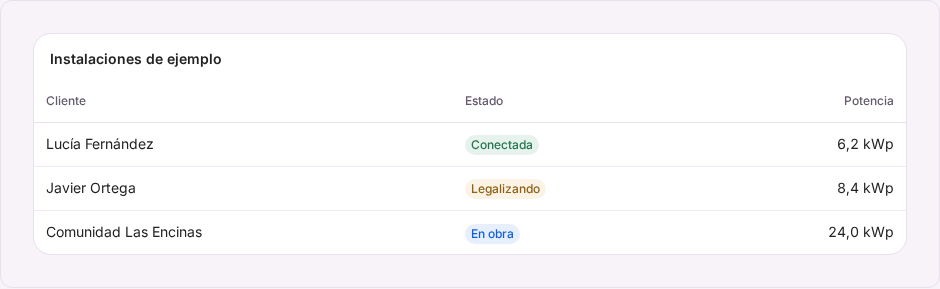 Instalaciones de ejemplo
Cliente Estado Potencia
Lucía Fernández Conectada 6,2 kWp
Javier Ortega Legalizando 8,4 kWp
Comunidad Las Encinas En obra 24,0 kWp